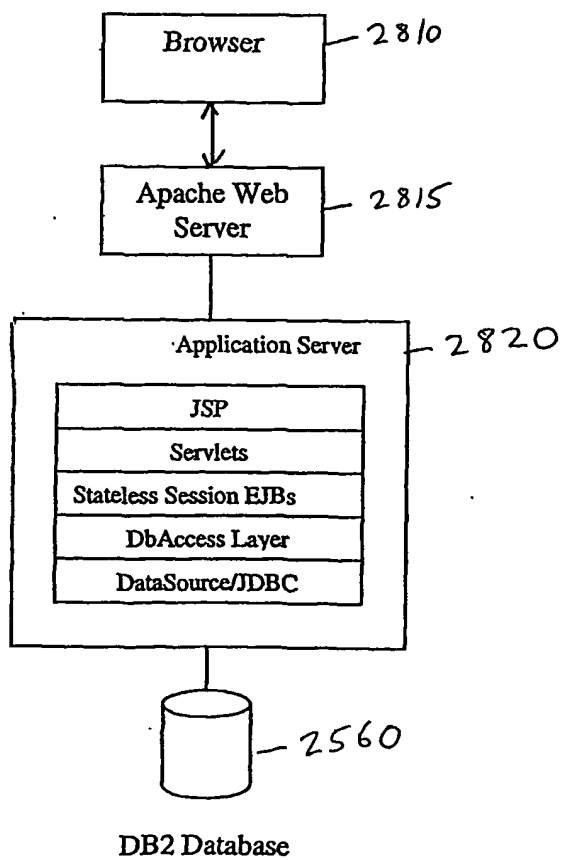 Browser
2810
Apache Web
Server
2815
Application Server
2820
JSP
Servlets
Stateless Session EJBs
DbAccess Layer
DataSource/JDBC
2560
DB2 Database